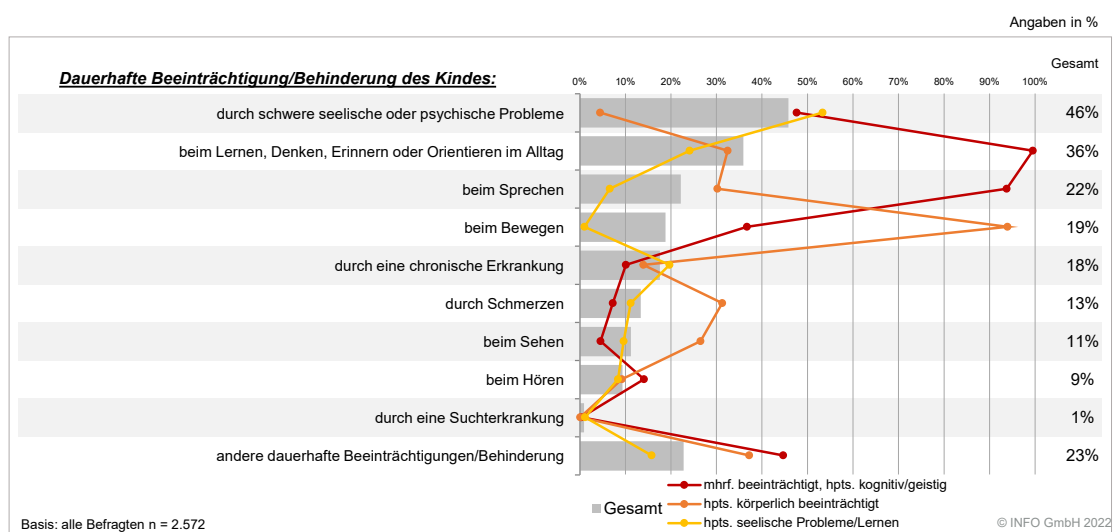 Angaben in %
Gesamt
Dauerhafte Beeinträchtigung/Behinderung des Kindes:
0% 10% 20% 30% 40% 50% 60% 70% 80% 90% 100%
durch schwere seelische oder psychische Probleme 46%
beim Lernen, Denken, Erinnern oder Orientieren im Alltag 36%
beim Sprechen 22%
beim Bewegen 19%
durch eine chronische Erkrankung 18%
durch Schmerzen 13%
beim Sehen 11%
beim Hören 9%
durch eine Suchterkrankung 1%
andere dauerhafte Beeinträchtigungen/Behinderung 23%
mhrf. beeinträchtigt, hpts. kognitiv/geistig
Gesamt hpts. körperlich beeinträchtigt
hpts. seelische Probleme/Lernen
Basis: alle Befragten n = 2.572
© INFO GmbH 2022